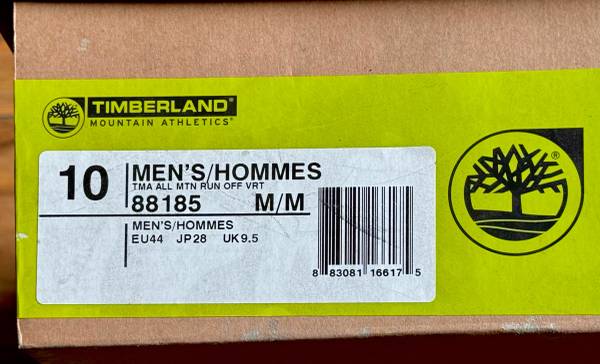 TIMBERLAND®
MOUNTAIN ATHLETICS®
®
10
MEN'S/HOMMES
TMA ALL MTN RUN OFF VRT
88185 M/M
MEN'S/HOMMES
EU44 JP28 UK9.5
8 83081 16617 5